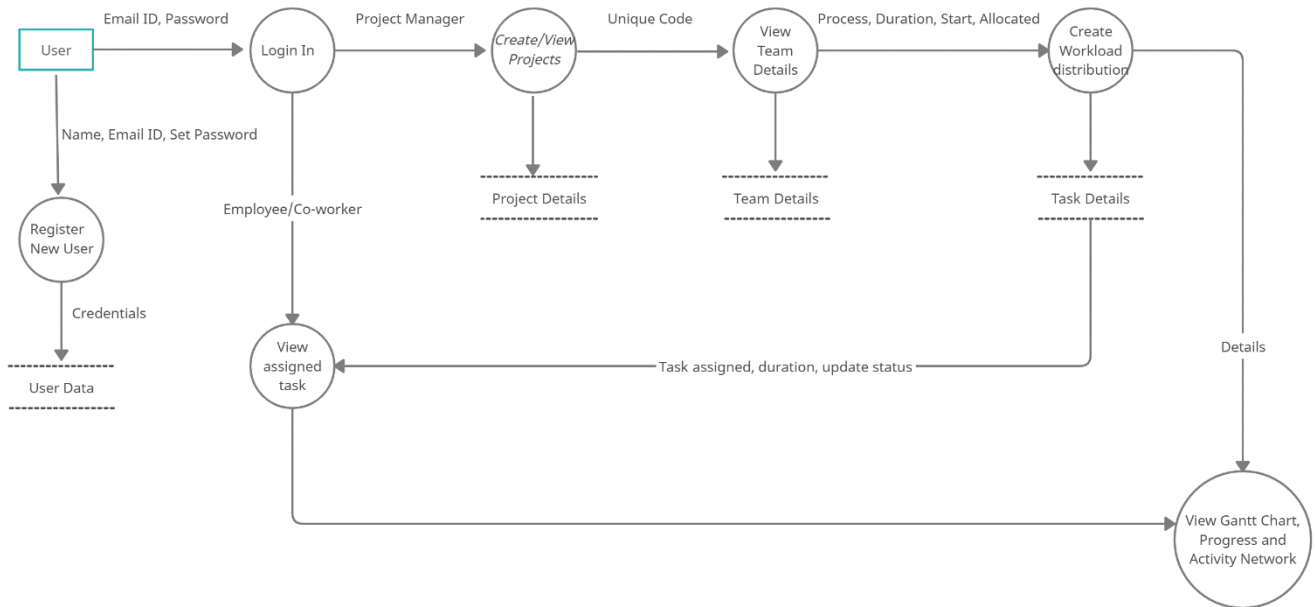 Email ID, Password
Project Manager
Unique Code
Process, Duration, Start, Allocated
User
Login In
Create/View
Projects
View
Team
Details
Create
Workload
distribution
Name, Email ID, Set Password
Project Details
Team Details
Task Details
Employee/Co-worker
Register
New User
Credentials
User Data
View
assigned
task
Task assigned, duration, update status
Details
View Gantt Chart,
Progress and
Activity Network